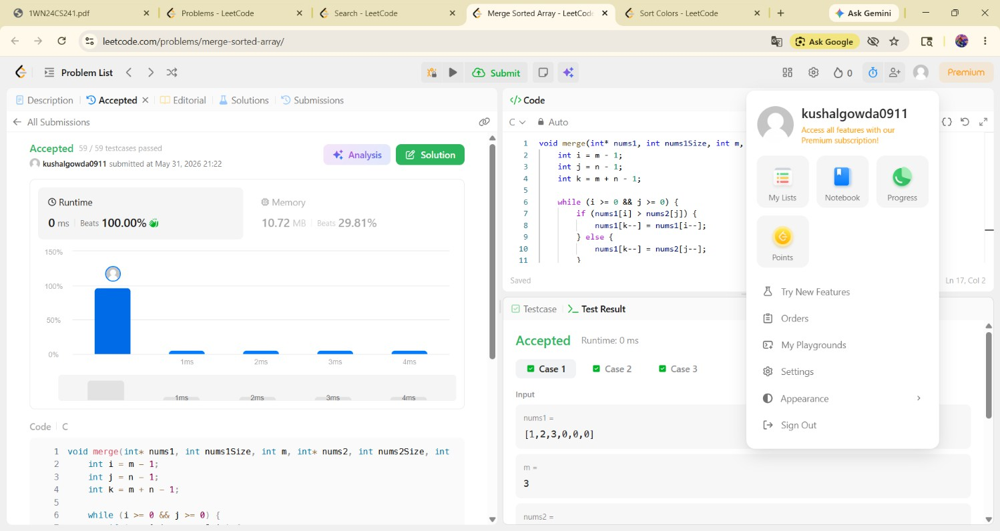 1WN24CS241.pdf
Problems - LeetCode
Search - LeetCode
Merge Sorted Array - LeetCode
Sort Colors - LeetCode
Ask Gemini
leetcode.com/problems/merge-sorted-array/
Ask Google
Problem List
Submit
0
Premium
Description
Accepted
Editorial
Solutions
Submissions
All Submissions
Accepted 59 / 59 testcases passed
kushalgowda0911 submitted at May 31, 2026 21:22
Analysis
Solution
Runtime
0 ms Beats 100.00%
Memory
10.72 MB Beats 29.81%
150%
100%
50%
0%
1ms 2ms 3ms 4ms
1ms 2ms 3ms 4ms
Code C
1 void merge(int* nums1, int nums1Size, int m, int* nums2, int nums2Size, int
2 int i = m - 1;
3 int j = n - 1;
4 int k = m + n - 1;
5
6 while (i >= 0 && j >= 0) {
Code
C Auto
1 void merge(int* nums1, int nums1Size, int m,
2 int i = m - 1;
3 int j = n - 1;
4 int k = m + n - 1;
5
6 while (i >= 0 && j >= 0) {
7 if (nums1[i] > nums2[j]) {
8 nums1[k--] = nums1[i--];
9 } else {
10 nums1[k--] = nums2[j--];
11 }
Saved
Ln 17, Col 2
Testcase
Test Result
Accepted Runtime: 0 ms
Case 1 Case 2 Case 3
Input
nums1 =
[1,2,3,0,0,0]
m =
3
nums2 =
kushalgowda0911
Access all features with our
Premium subscription!
My Lists
Notebook
Progress
Points
Try New Features
Orders
My Playgrounds
Settings
Appearance
Sign Out